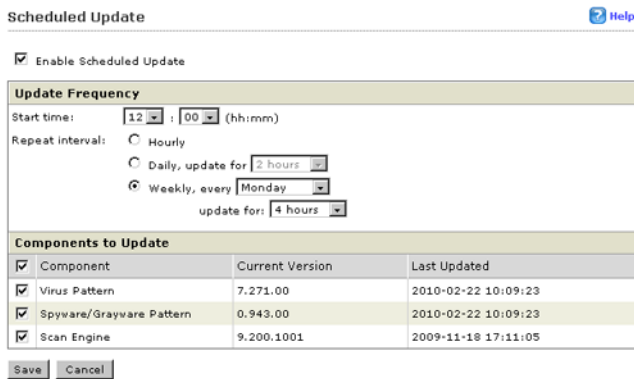 Scheduled Update
Help
Enable Scheduled Update
Update Frequency
Start time: 12 : 00 (hh:mm)
Repeat interval: Hourly
Daily, update for 2 hours
Weekly, every Monday
update for: 4 hours
Components to Update
Component Current Version Last Updated
Virus Pattern 7.271.00 2010-02-22 10:09:23
Spyware/Grayware Pattern 0.943.00 2010-02-22 10:09:23
Scan Engine 9.200.1001 2009-11-18 17:11:05
Save Cancel